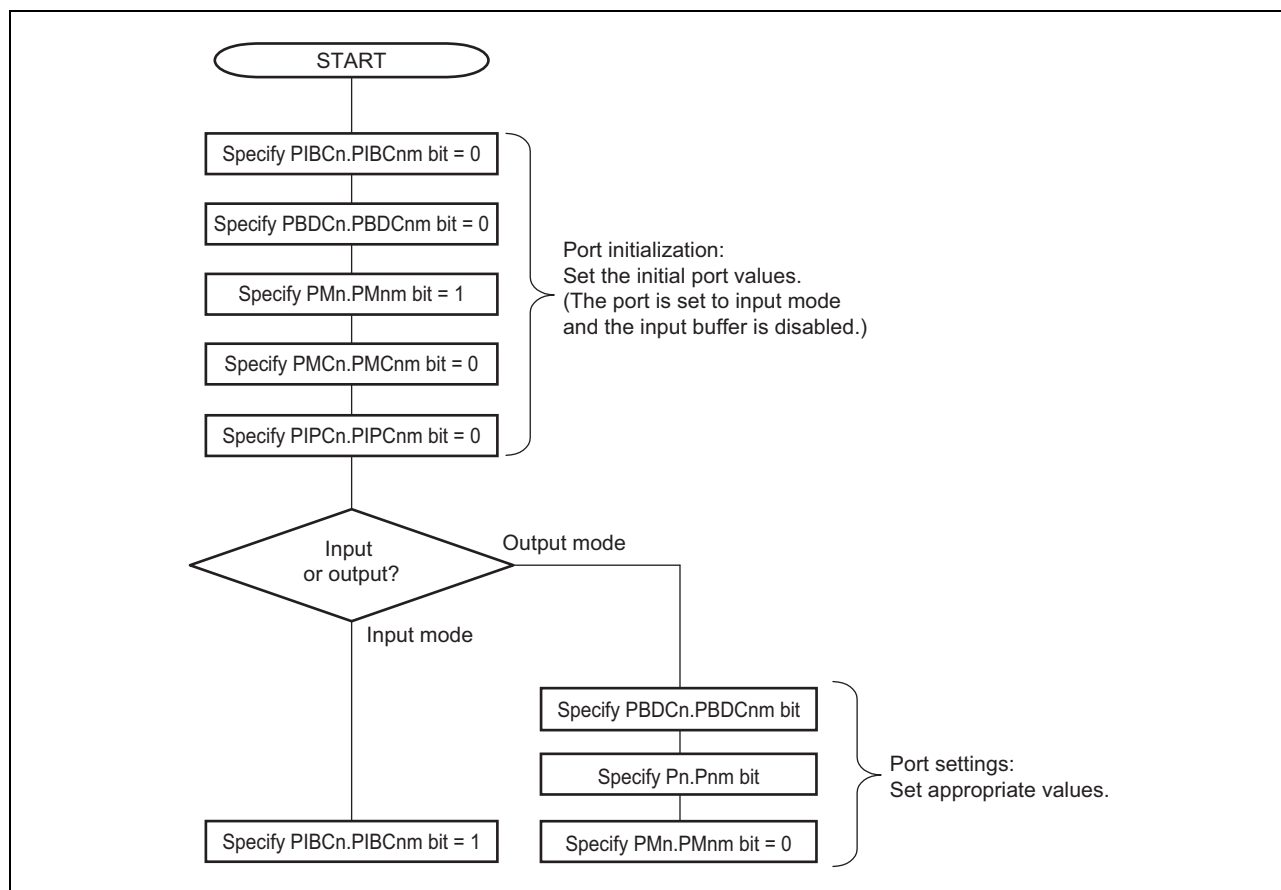 START
Specify PIBCn.PIBCnm bit = 0
Specify PBDCn.PBDCnm bit = 0
Specify PMn.PMnm bit = 1
Specify PMCn.PMCnm bit = 0
Specify PIPCn.PIPCnm bit = 0
Port initialization:
Set the initial port values.
(The port is set to input mode
and the input buffer is disabled.)
Input
or output?
Output mode
Input mode
Specify PBDCn.PBDCnm bit
Specify Pn.Pnm bit
Specify PMn.PMnm bit = 0
Port settings:
Set appropriate values.
Specify PIBCn.PIBCnm bit = 1